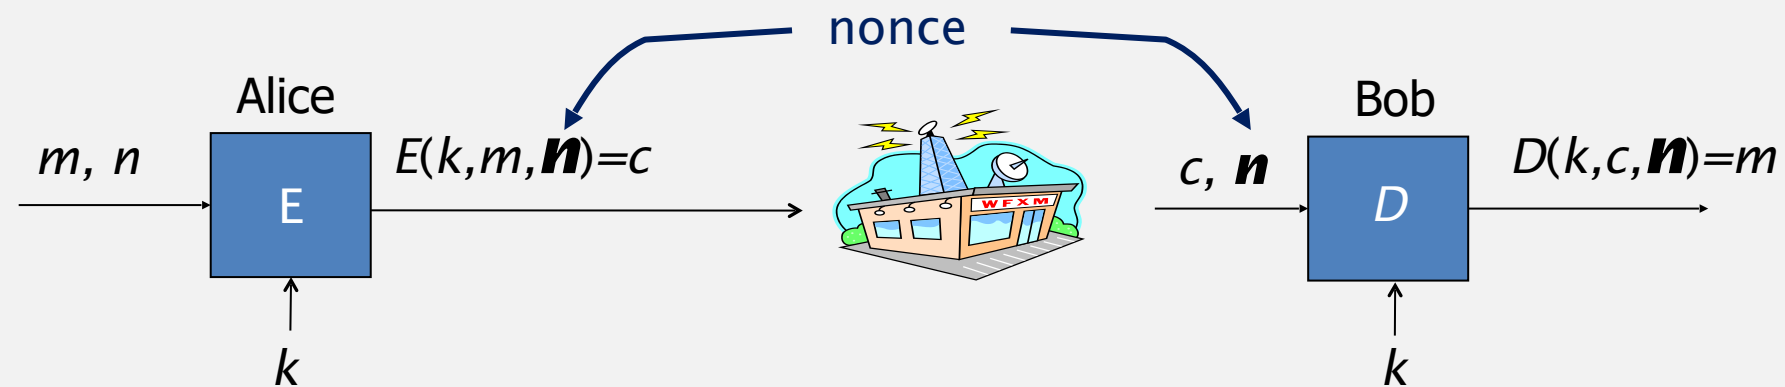 nonce
Alice
Bob
m, n
E(k,m,n)=c
c, n
D(k,c,n)=m
E
WFXM
D
k
k